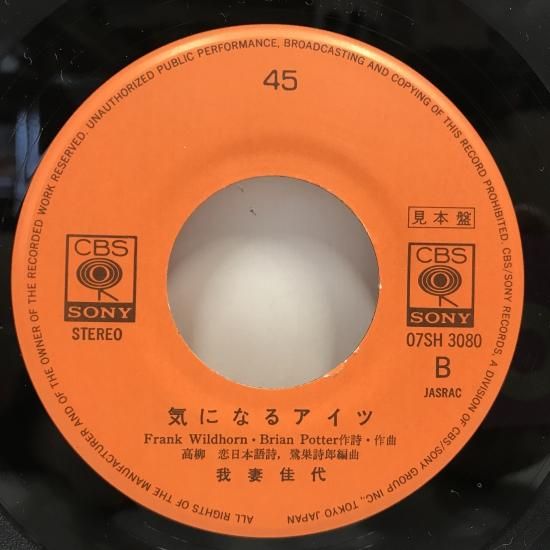 ALL RIGHTS OF THE MANUFACTURER AND OF THE OWNER OF THE RECORDED WORK RESERVED. UNAUTHORIZED PUBLIC PERFORMANCE, BROADCASTING AND COPYING OF THIS RECORD PROHIBITED. CBS/SONY RECORDS, A DIVISION OF CBS/SONY GROUP INC., TOKYO JAPAN
45
見本盤
CBS
SONY
STEREO
CBS
SONY
07SH 3080
B
JASRAC
気になるアイツ
Frank Wildhorn・Brian Potter作詩・作曲
高柳 恋日本語詩, 鷺巣詩郎編曲
我妻佳代